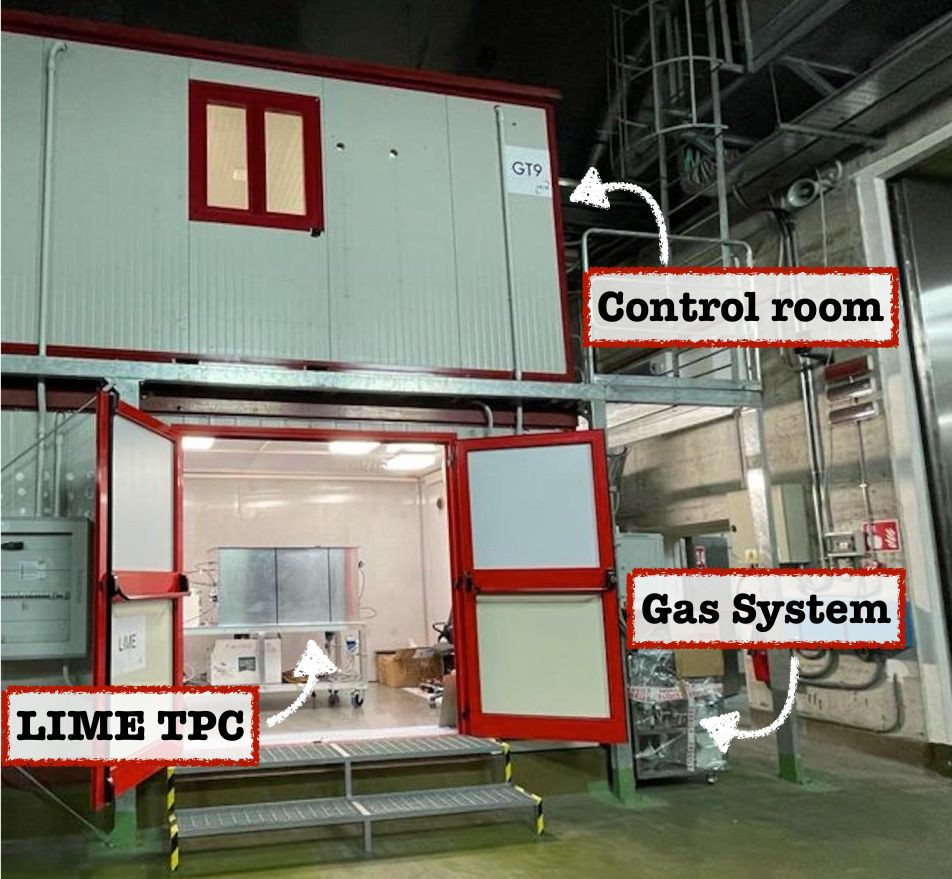 GT9
Control room
Gas System
LIME
LIME TPC